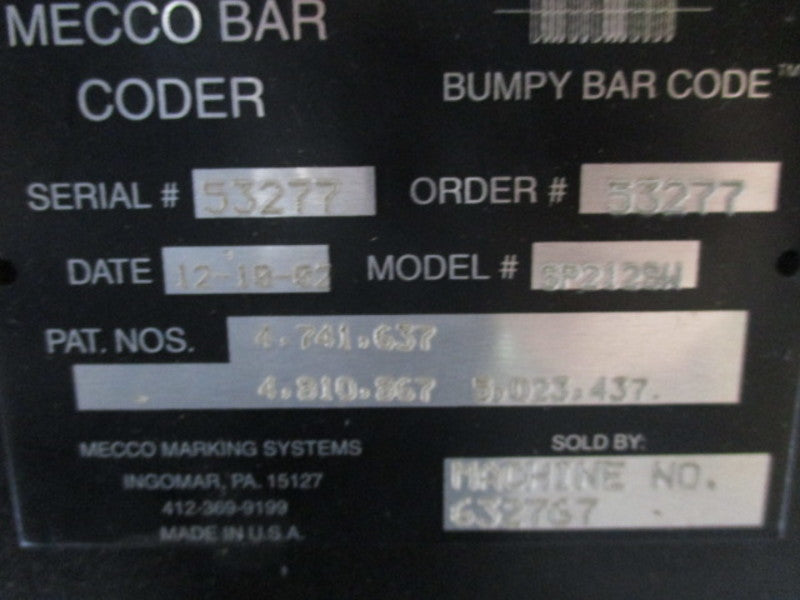 MECCO BAR
CODER
BUMPY BAR CODE™
SERIAL # 53277 ORDER # 53277
DATE 12-18-02 MODEL #
PAT. NOS. 4,741,637
4,810,867 5,023,437.
MECCO MARKING SYSTEMS
INGOMAR, PA. 15127
412-369-9199
MADE IN U.S.A.
SOLD BY:
MACHINE NO.
632767